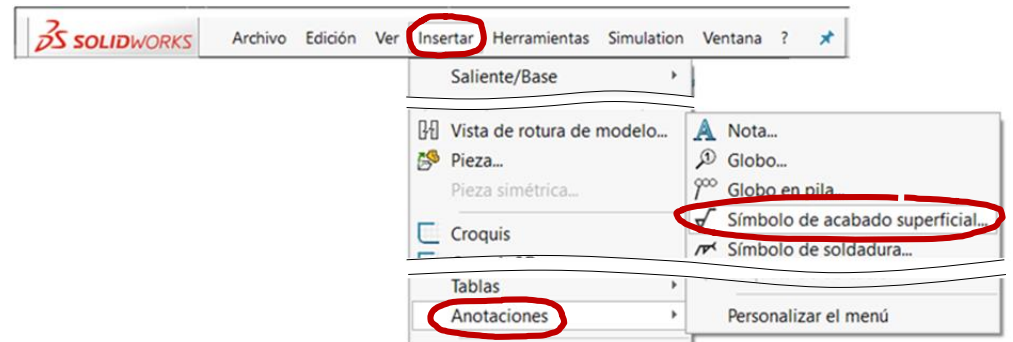 SOLIDWORKS Archivo Edición Ver Insertar Herramientas Simulation Ventana ?
Saliente/Base
Vista de rotura de modelo...
Pieza...
Pieza simétrica...
Croquis
Tablas
Anotaciones
Nota...
Globo...
Globo en pila
Símbolo de acabado superficial...
Símbolo de soldadura...
Personalizar el menú